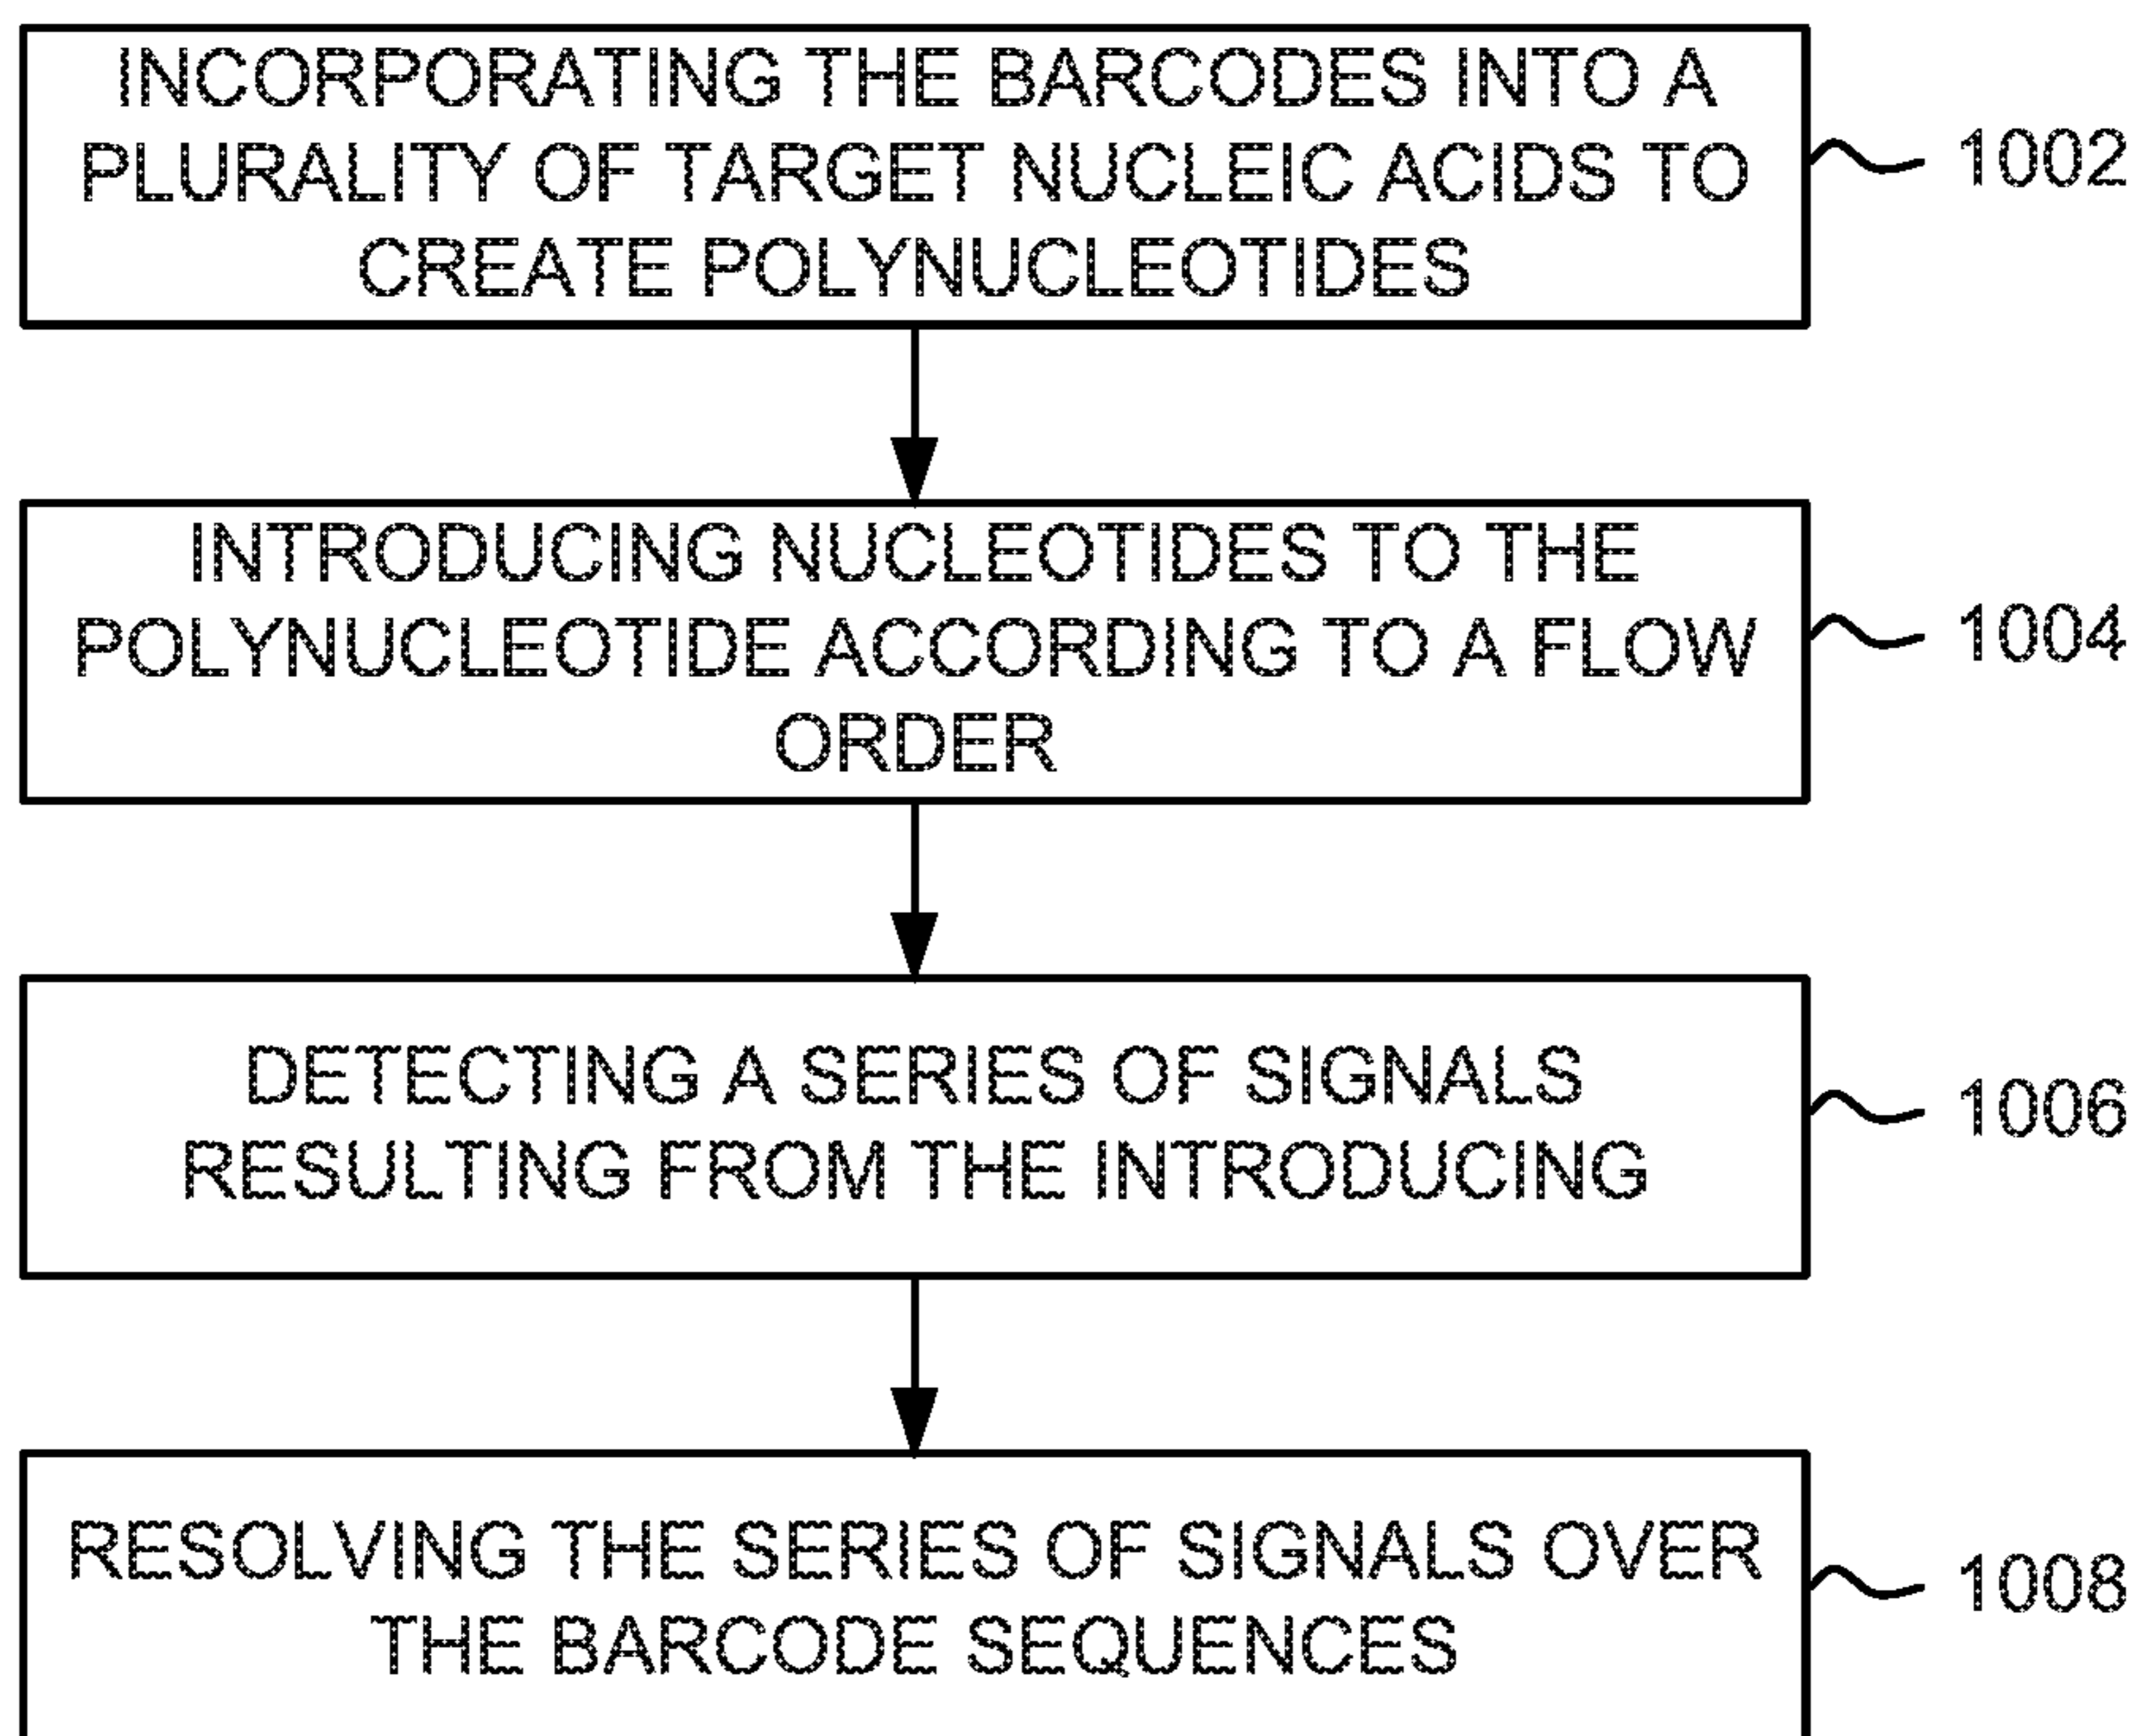 INCORPORATING THE BARCODES INTO A
PLURALITY OF TARGET NUCLEIC ACIDS TO
CREATE POLYNUCLEOTIDES
1002
INTRODUCING NUCLEOTIDES TO THE
POLYNUCLEOTIDE ACCORDING TO A FLOW
ORDER
1004
DETECTING A SERIES OF SIGNALS
RESULTING FROM THE INTRODUCING
1006
RESOLVING THE SERIES OF SIGNALS OVER
THE BARCODE SEQUENCES
1008